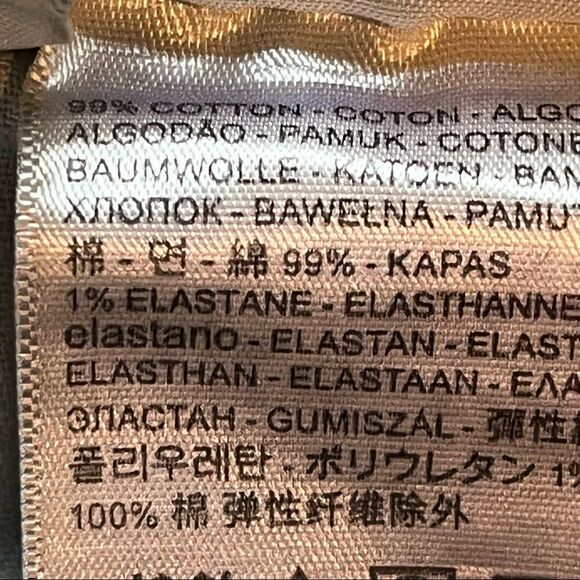 99% COTTON - COTON - ALGO
ALGODÃO - PAMUK - COTONE
BAUMWOLLE - KATOEN - BAM
ХЛОПОК - BAWEŁNA - PAMUT
棉 - 면 - 綿 99% - KAPAS
1% ELASTANE - ELASTHANNE
elastano - ELASTAN - ELAST
ELASTHAN - ELASTAAN - ΕΛΑ
ЭЛАСТАН - GUMISZÁL - 彈性
폴리우레탄 - ポリウレタン 1%
100% 棉 弹性纤维除外